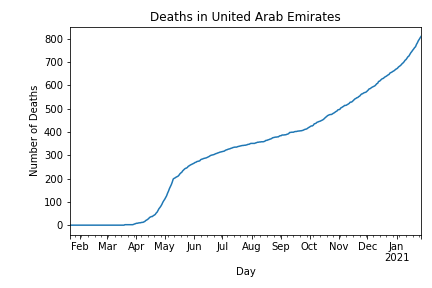 Deaths in United Arab Emirates
800
700
600
500
400
300
200
100
0
Number of Deaths
Feb Mar Apr May Jun Jul Aug Sep Oct Nov Dec Jan
2021
Day